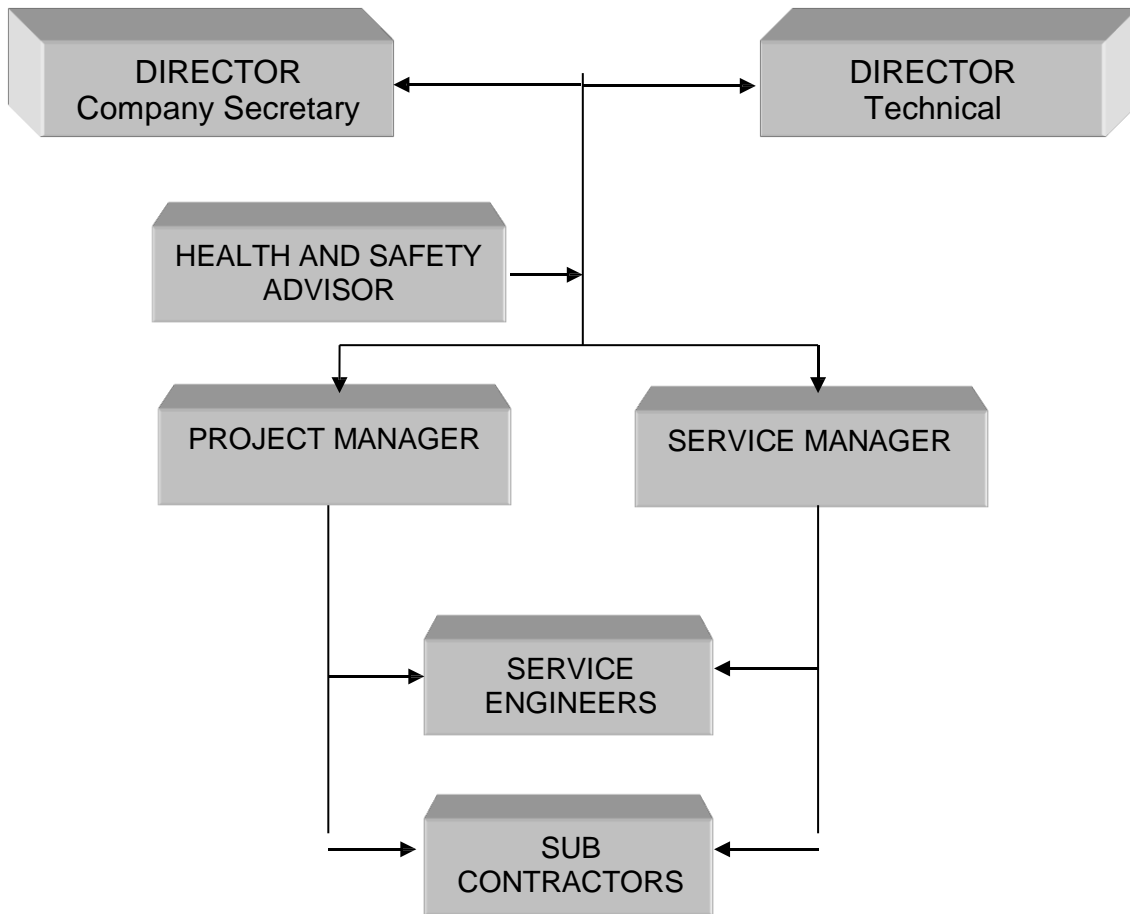 DIRECTOR
Company Secretary
DIRECTOR
Technical
HEALTH AND SAFETY
ADVISOR
PROJECT MANAGER
SERVICE MANAGER
SERVICE
ENGINEERS
SUB
CONTRACTORS